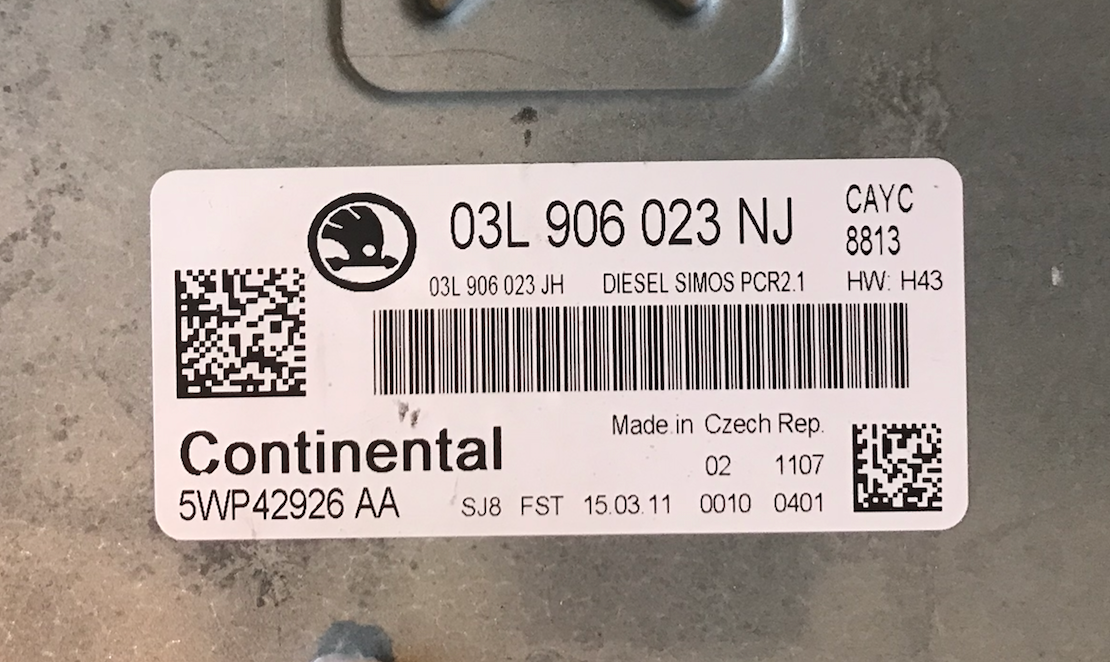 03L 906 023 NJ
CAYC
8813
03L 906 023 JH DIESEL SIMOS PCR2.1 HW: H43
Made in Czech Rep.
Continental
02 1107
5WP42926 AA SJ8 FST 15.03.11 0010 0401